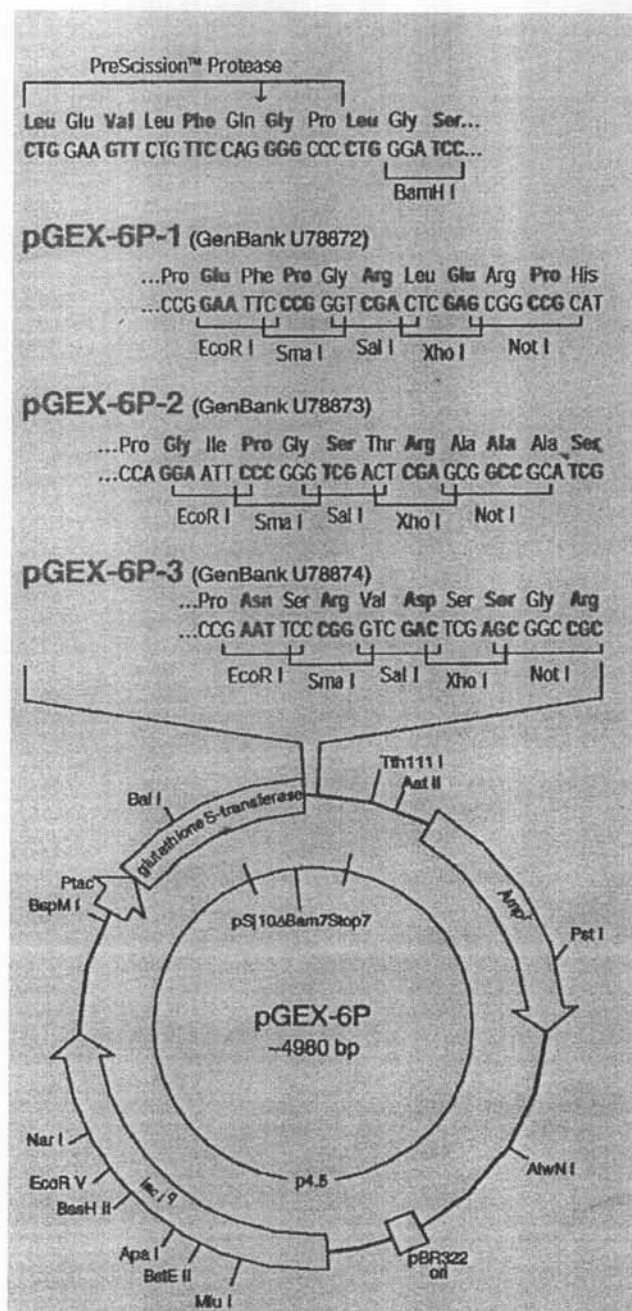 PreScission™ Protease
Leu Glu Val Leu Phe Gln Gly Pro Leu Gly Ser...
CTG GAA GTT CTG TTC CAG GGG CCC CTG GGA TCC...
BamH I
pGEX-6P-1 (GenBank U78872)
...Pro Glu Phe Pro Gly Arg Leu Glu Arg Pro His
...CCG GAA TTC CCG GGT CGA CTC GAG CGG CCG CAT
EcoR I Sma I Sal I Xho I Not I
pGEX-6P-2 (GenBank U78873)
...Pro Gly Ile Pro Gly Ser Thr Arg Ala Ala Ala Ser
...CCA GGA ATT CCC GGG TCG ACT CGA GCG GCC GCA TCG
EcoR I Sma I Sal I Xho I Not I
pGEX-6P-3 (GenBank U78874)
...Pro Asn Ser Arg Val Asp Ser Ser Gly Arg
...CCG AAT TCC CGG GTC GAC TCG AGC GGC CGC
EcoR I Sma I Sal I Xho I Not I
Tth111 I
Aat II
Bal I
glutathione S-transferase
Ptac
BspM I
Ampr
Pst I
pSj10ΔBam7Stop7
pGEX-6P
~4980 bp
Nar I
EcoR V
BssH II
Apa I
BstE II
Mlu I
lac Iq
p4.5
AlwN I
pBR322
ori